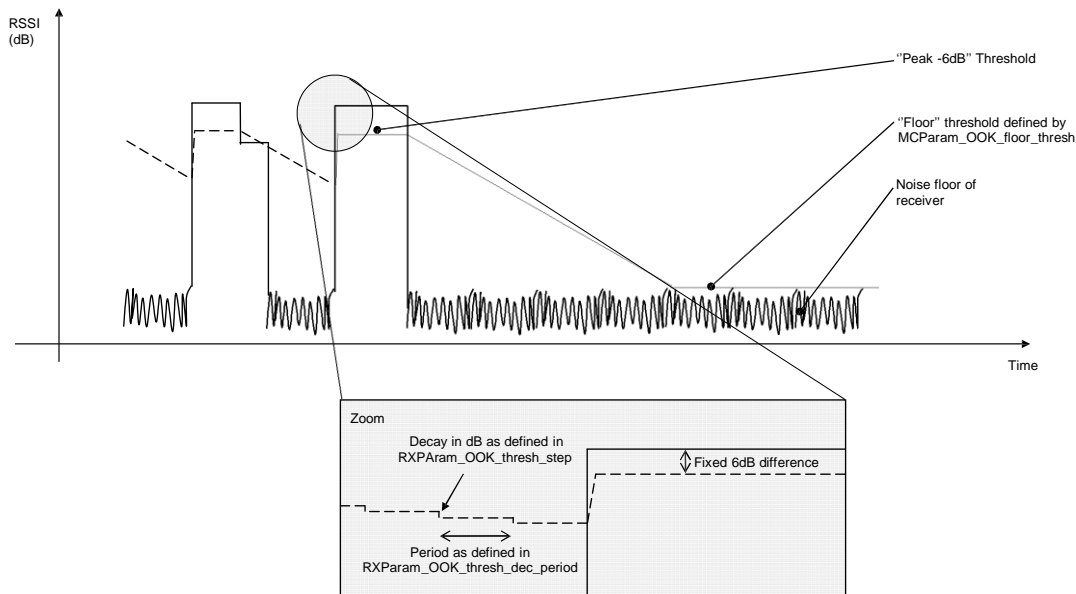 RSSI
(dB)
"Peak -6dB" Threshold
"Floor" threshold defined by
MCParam_OOK_floor_thresh
Noise floor of
receiver
Time
Zoom
Decay in dB as defined in
RXPAram_OOK_thresh_step
Fixed 6dB difference
Period as defined in
RXParam_OOK_thresh_dec_period